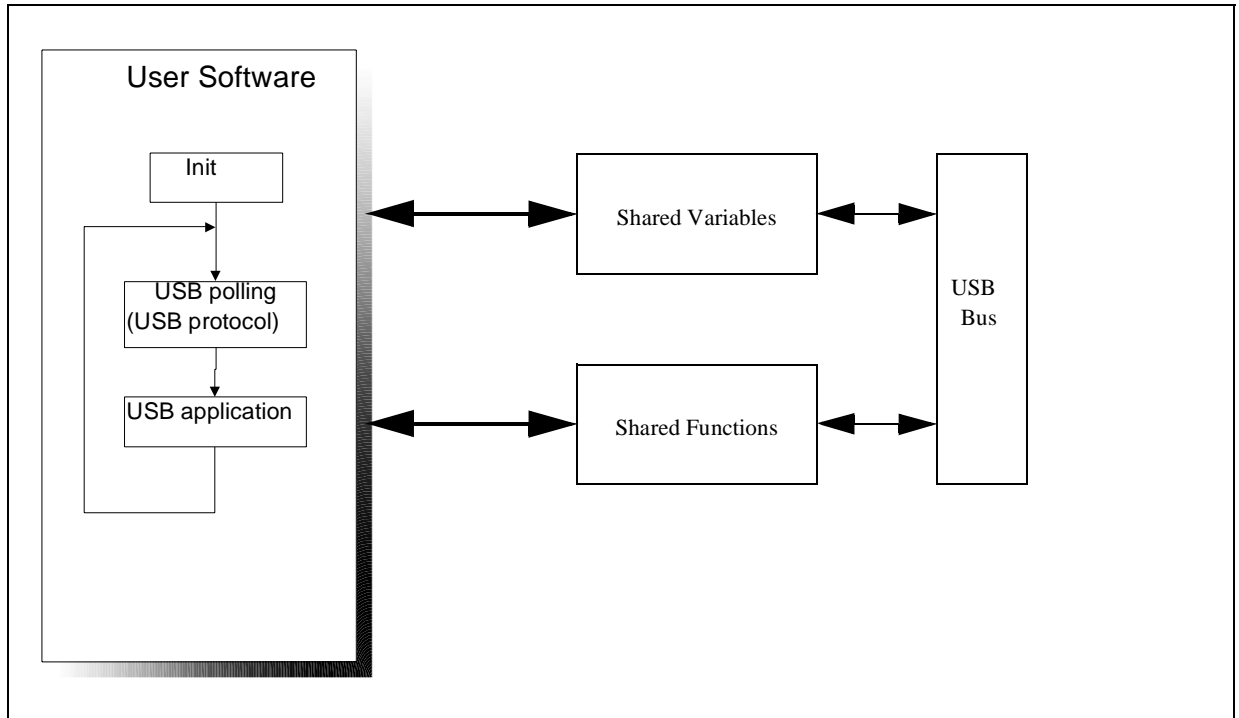 User Software
Init
USB polling
(USB protocol)
USB application
Shared Variables
Shared Functions
USB
Bus